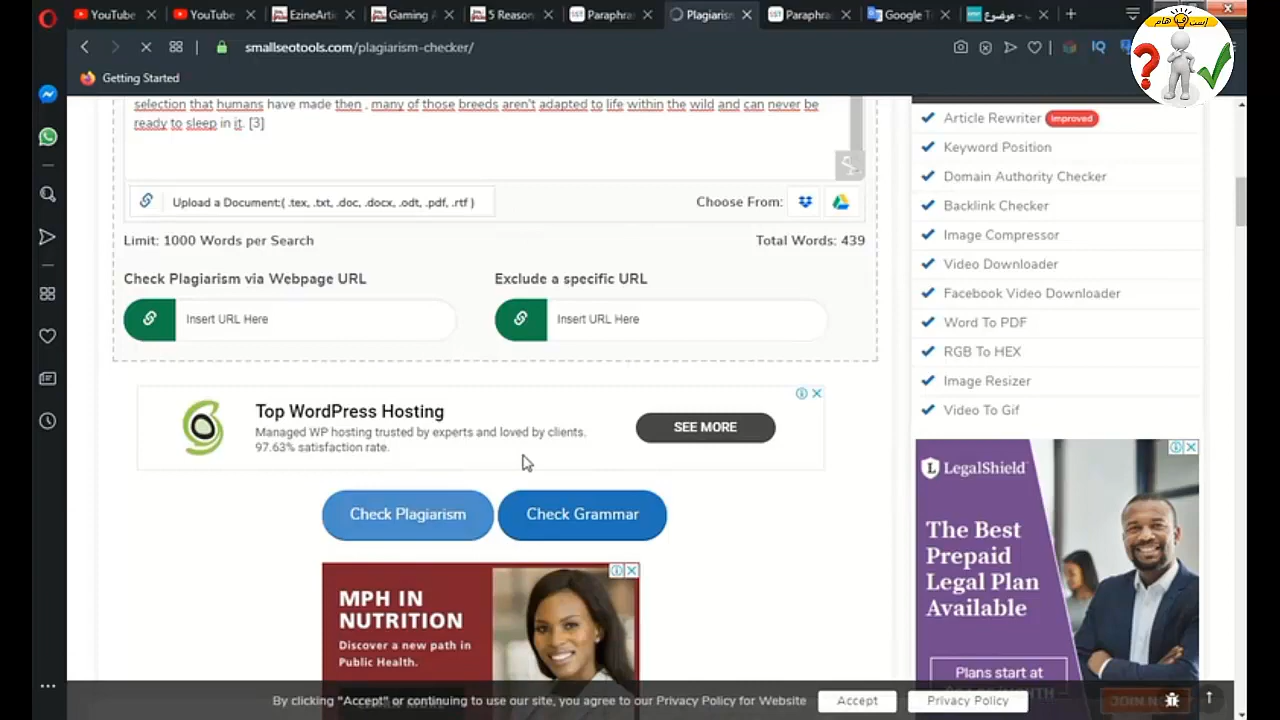 YouTube
YouTube
EzineArti
Gaming A
5 Reason
Paraphras
Plagiarism
Paraphra
Google
موضوع - و
اسب هام
smallseotools.com/plagiarism-checker/
Getting Started
selection that humans have made then . many of those breeds aren't adapted to life within the wild and can never be
ready to sleep in it. [3]
Upload a Document:( .tex, .txt, .doc, .docx, .odt, .pdf, .rtf )
Choose From:
Limit: 1000 Words per Search
Total Words: 439
Check Plagiarism via Webpage URL
Exclude a specific URL
Insert URL Here
Insert URL Here
Top WordPress Hosting
Managed WP hosting trusted by experts and loved by clients.
97.63% satisfaction rate.
SEE MORE
Check Plagiarism
Check Grammar
MPH IN
NUTRITION
Discover a new path in
Public Health.
Article Rewriter Improved
Keyword Position
Domain Authority Checker
Backlink Checker
Image Compressor
Video Downloader
Facebook Video Downloader
Word To PDF
RGB To HEX
Image Resizer
Video To Gif
LegalShield
The Best
Prepaid
Legal Plan
Available
Plans start at
By clicking "Accept" or continuing to use our site, you agree to our Privacy Policy for Website
Accept
Privacy Policy